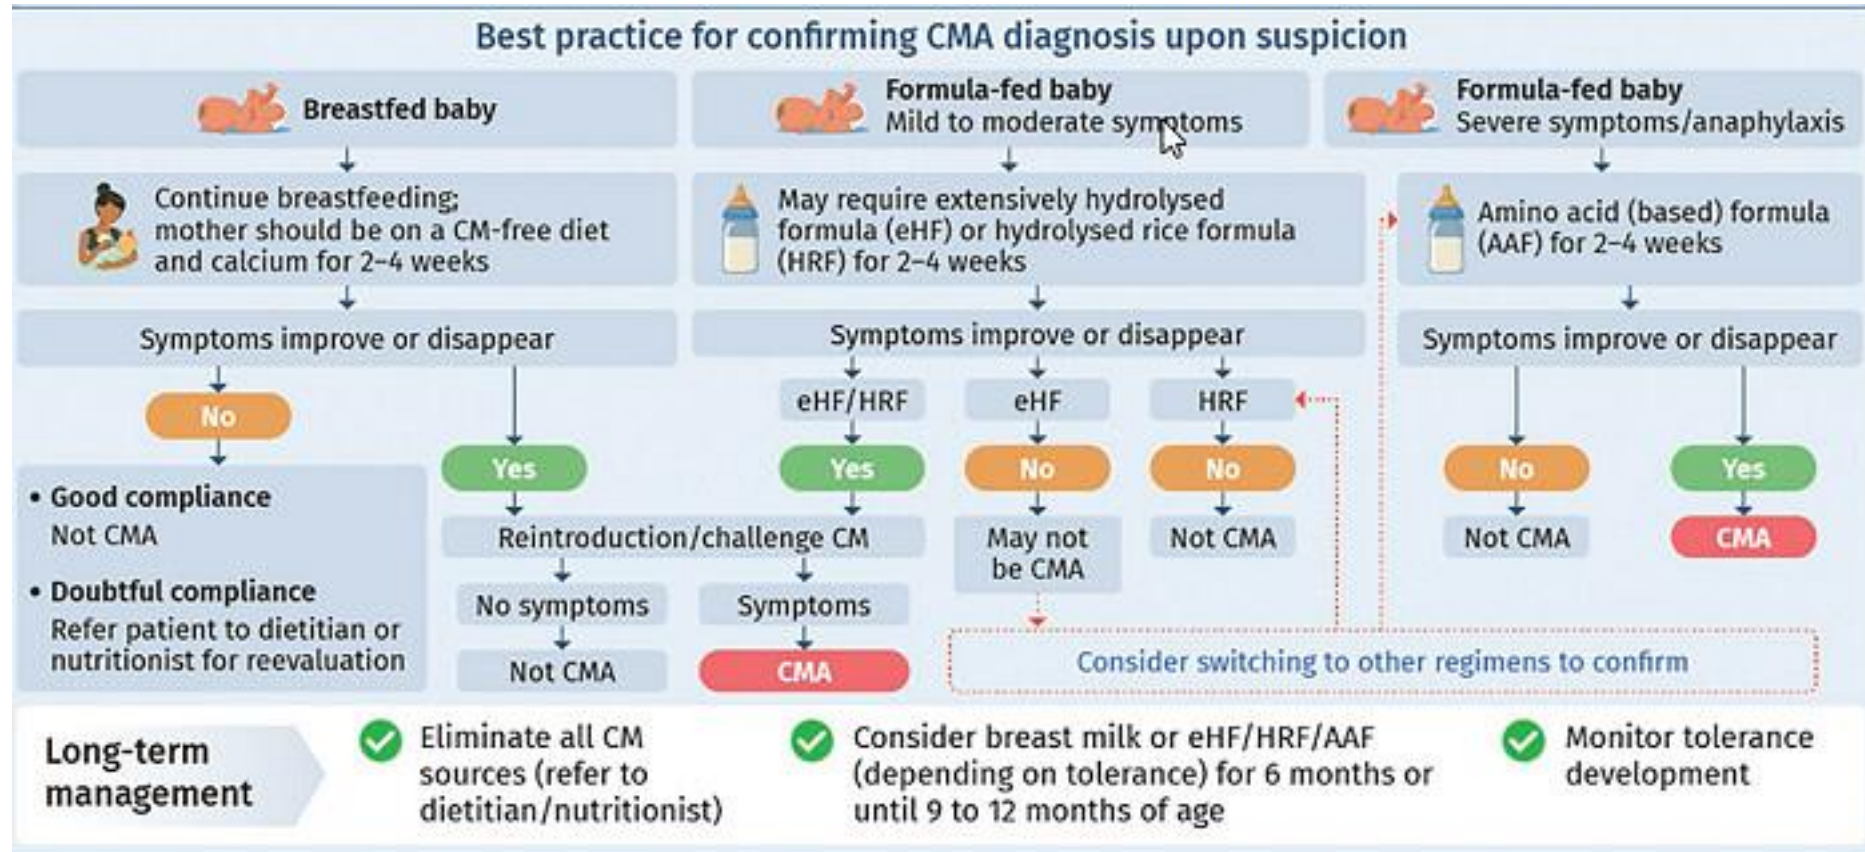 Best practice for confirming CMA diagnosis upon suspicion
Breastfed baby
Formula-fed baby
Mild to moderate symptoms
Formula-fed baby
Severe symptoms/anaphylaxis
Continue breastfeeding;
mother should be on a CM-free diet
and calcium for 2–4 weeks
May require extensively hydrolysed
formula (eHF) or hydrolysed rice formula
(HRF) for 2–4 weeks
Amino acid (based) formula
(AAF) for 2–4 weeks
Symptoms improve or disappear
Symptoms improve or disappear
Symptoms improve or disappear
eHF/HRF
eHF
HRF
No
Yes
Yes
No
No
No
Yes
• Good compliance
Not CMA
• Doubtful compliance
Refer patient to dietitian or
nutritionist for reevaluation
Reintroduction/challenge CM
May not
be CMA
Not CMA
Not CMA
CMA
No symptoms
Symptoms
Not CMA
CMA
Consider switching to other regimens to confirm
Long-term
management
Eliminate all CM
sources (refer to
dietitian/nutritionist)
Consider breast milk or eHF/HRF/AAF
(depending on tolerance) for 6 months or
until 9 to 12 months of age
Monitor tolerance
development